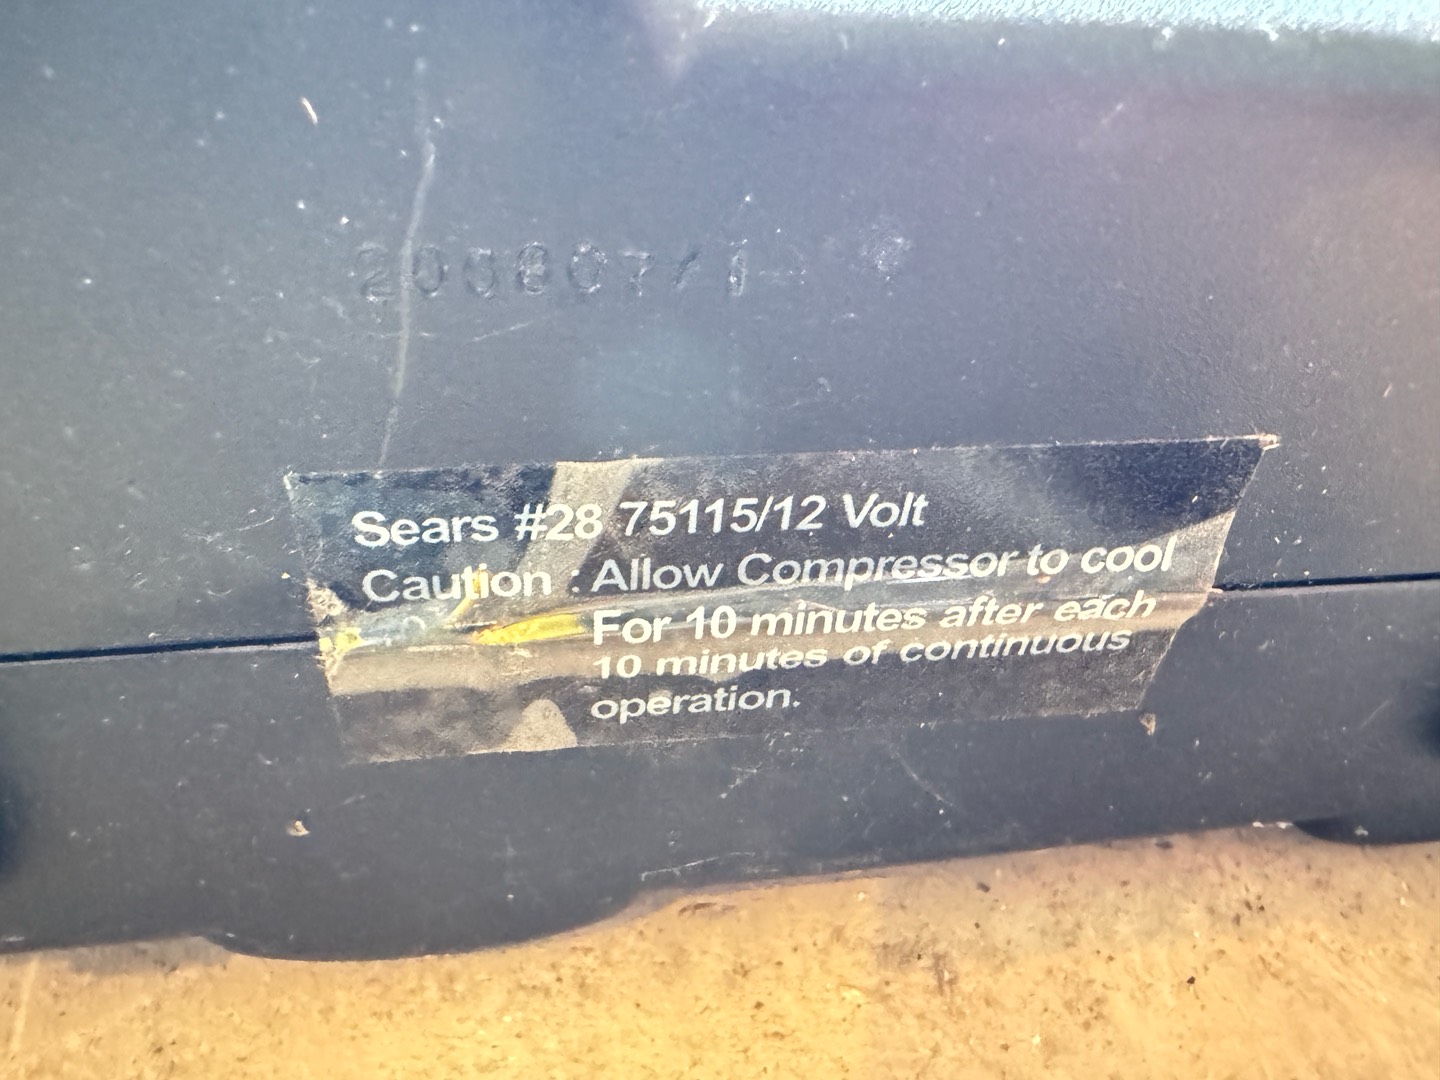 Sears #28 75115/12 Volt
Caution : Allow Compressor to cool
For 10 minutes after each
10 minutes of continuous
operation.